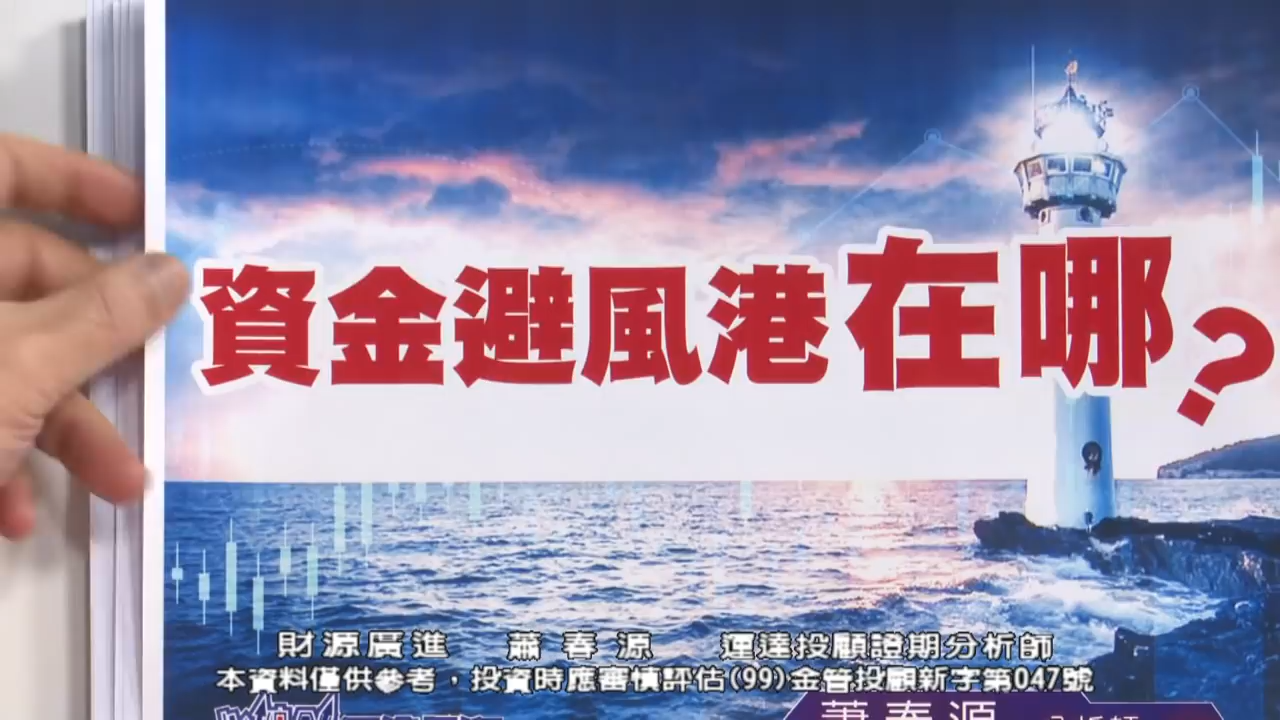 資金避風港在哪?
財源廣進 蕭春源 運達投顧證期分析師
本資料僅供參考,投資時應審慎評估(99)金管投顧新字第047號
蕭春源